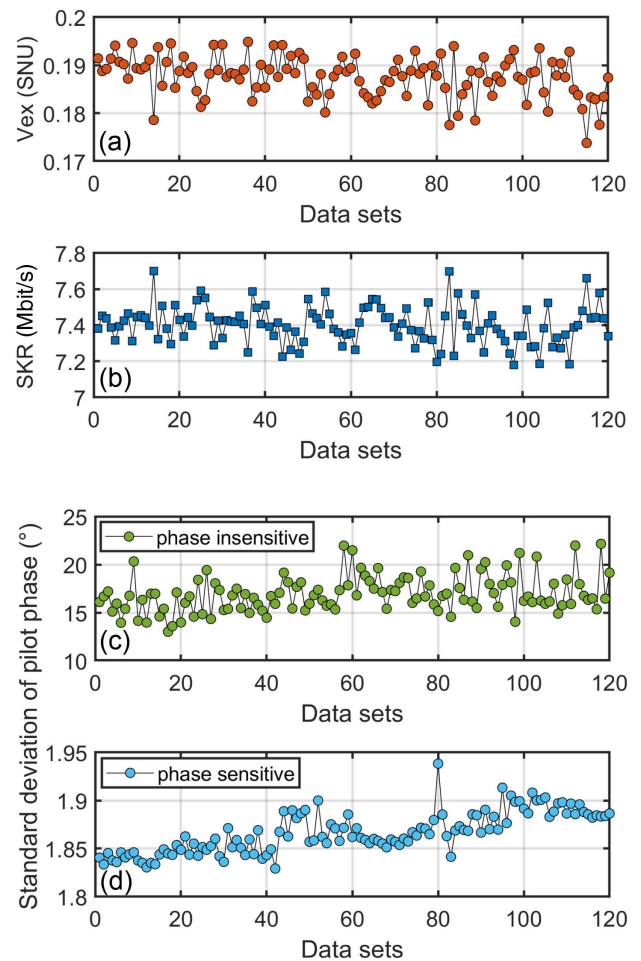 0.2
0.19
0.18
0.17
Vex (SNU)
(a)
0 20 40 60 80 100 120
Data sets
7.8
7.6
7.4
7.2
7
SKR (Mbit/s)
(b)
0 20 40 60 80 100 120
Data sets
Standard deviation of pilot phase (°)
25
20
15
10
phase insensitive
(c)
0 20 40 60 80 100 120
Data sets
1.95
1.9
1.85
1.8
phase sensitive
(d)
0 20 40 60 80 100 120
Data sets